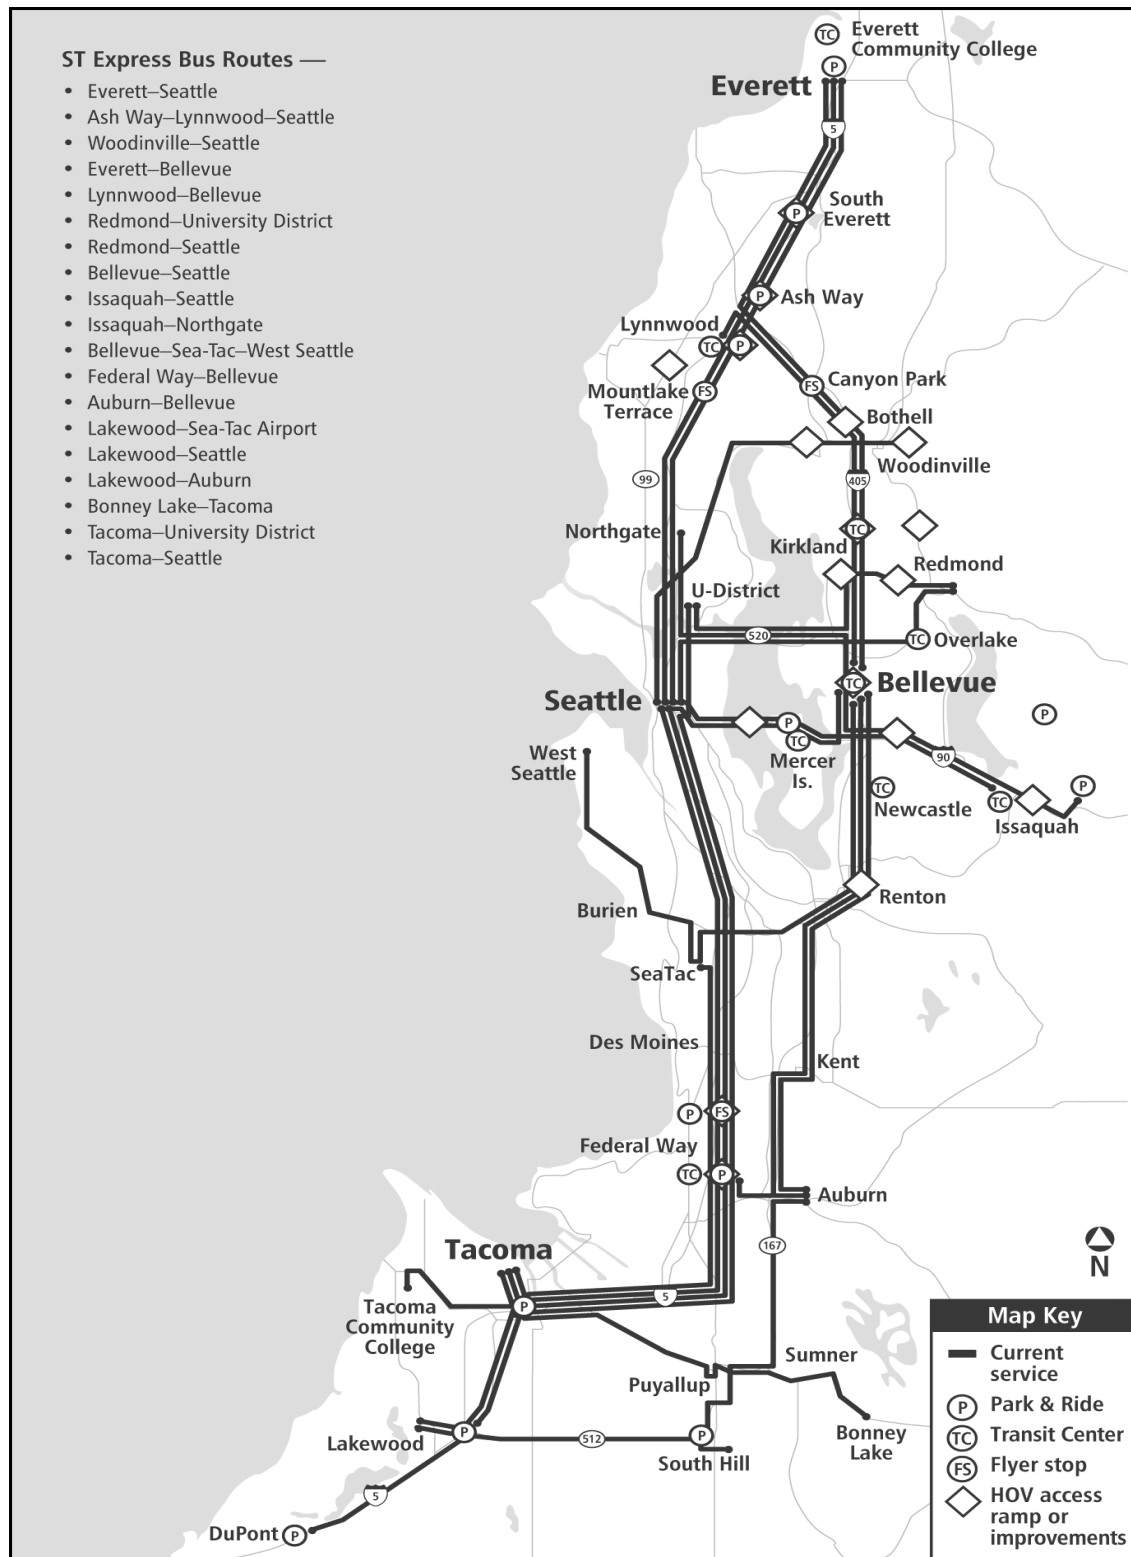 ST Express Bus Routes —
• Everett–Seattle
• Ash Way–Lynnwood–Seattle
• Woodinville–Seattle
• Everett–Bellevue
• Lynnwood–Bellevue
• Redmond–University District
• Redmond–Seattle
• Bellevue–Seattle
• Issaquah–Seattle
• Issaquah–Northgate
• Bellevue–Sea-Tac–West Seattle
• Federal Way–Bellevue
• Auburn–Bellevue
• Lakewood–Sea-Tac Airport
• Lakewood–Seattle
• Lakewood–Auburn
• Bonney Lake–Tacoma
• Tacoma–University District
• Tacoma–Seattle
TC
Everett
Community College
P
Everett
5
P
South
Everett
P
Ash Way
Lynnwood
TC
P
Mountlake
Terrace
FS
FS
Canyon Park
Bothell
Woodinville
99
405
Northgate
TC
Kirkland
Redmond
U-District
520
TC
Overlake
TC
Bellevue
Seattle
P
P
TC
Mercer
Is.
West
Seattle
90
TC
Newcastle
TC
P
Issaquah
Renton
Burien
SeaTac
Des Moines
Kent
P
FS
Federal Way
TC
P
Auburn
167
Tacoma
5
P
Tacoma
Community
College
Sumner
Puyallup
Bonney
Lake
Lakewood
P
512
P
South Hill
5
DuPont
P
N
Map Key
Current
service
P
Park & Ride
TC
Transit Center
FS
Flyer stop
HOV access
ramp or
improvements